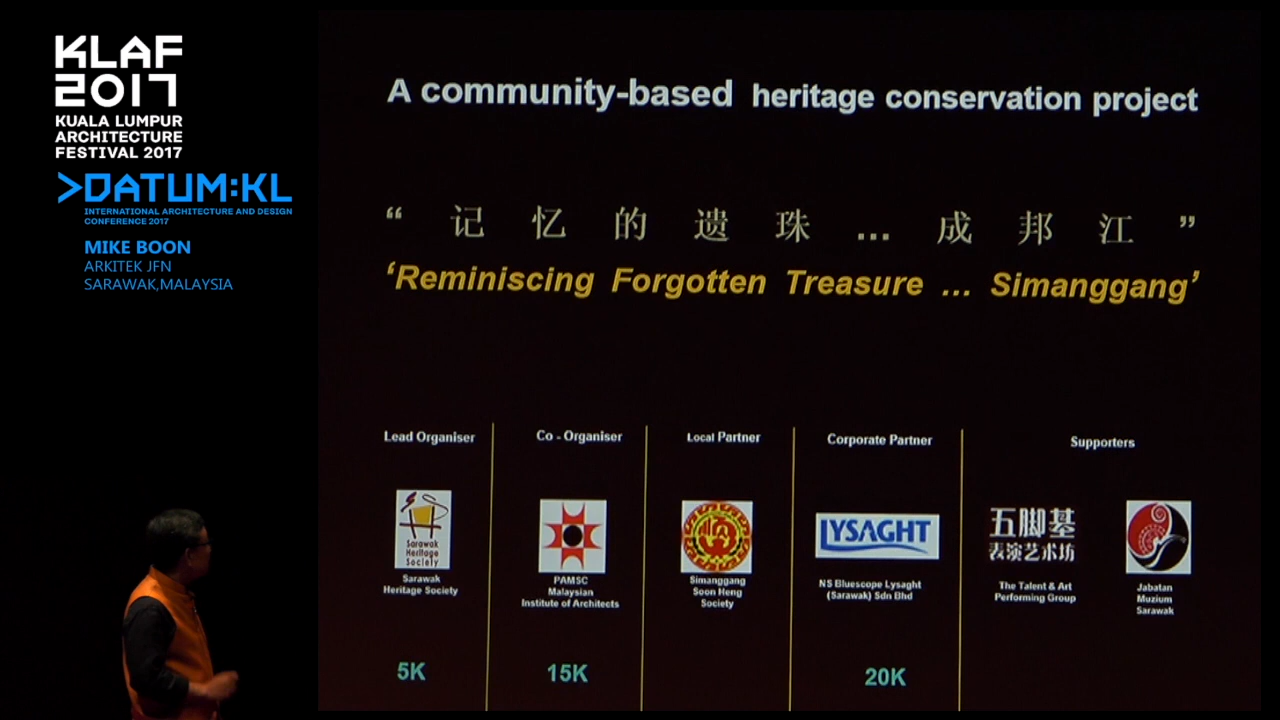 KLAF
2017
KUALA LUMPUR
ARCHITECTURE
FESTIVAL 2017
>DATUM:KL
INTERNATIONAL ARCHITECTURE AND DESIGN
CONFERENCE 2017
MIKE BOON
ARKITEK JFN
SARAWAK,MALAYSIA
A community-based heritage conservation project
“ 记 忆 的 遗 珠 ... 成 邦 江 ”
‘Reminiscing Forgotten Treasure ... Simanggang’
Lead Organiser
Sarawak
Heritage
Society
Sarawak
Heritage Society
5K
Co - Organiser
PAMSC
Malaysian
Institute of Architects
15K
Local Partner
Simanggang
Soon Heng
Society
Corporate Partner
LYSAGHT
NS Bluescope Lysaght
(Sarawak) Sdn Bhd
20K
Supporters
五脚基
表演艺术坊
The Talent & Art
Performing Group
Jabatan
Muzium
Sarawak